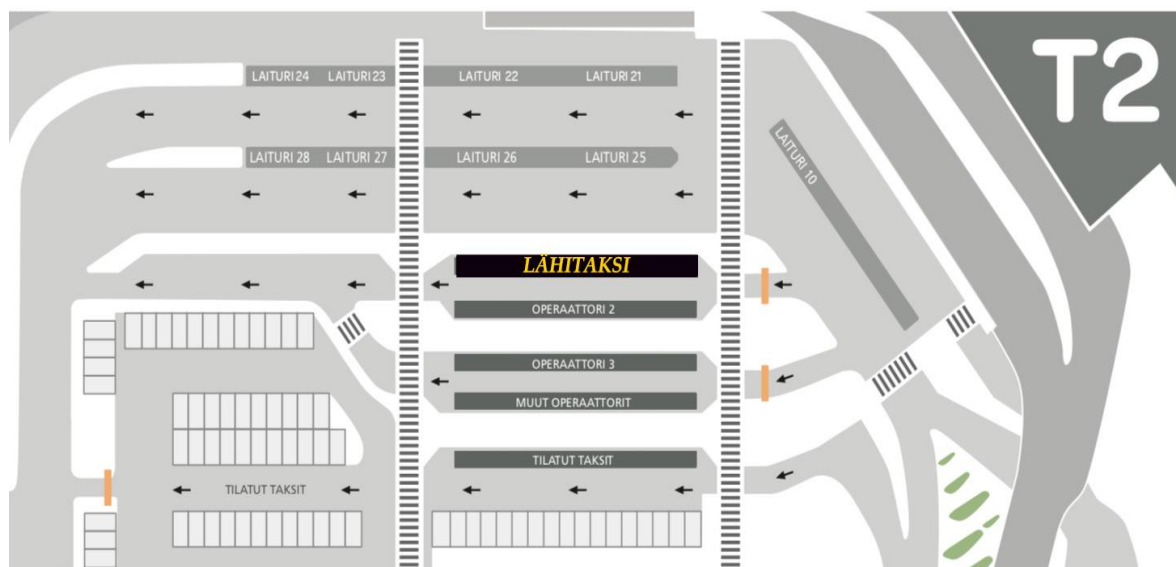 T2
LAITURI 24
LAITURI 23
LAITURI 22
LAITURI 21
LAITURI 10
LAITURI 28
LAITURI 27
LAITURI 26
LAITURI 25
LÄHITAKSI
OPERAATTORI 2
OPERAATTORI 3
MUUT OPERAATTORIT
TILATUT TAKSIT
TILATUT TAKSIT